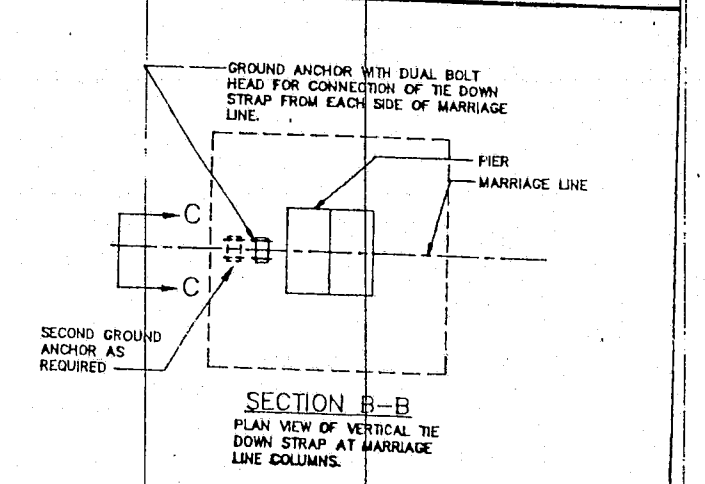 GROUND ANCHOR WITH DUAL BOLT
HEAD FOR CONNECTION OF TIE DOWN
STRAP FROM EACH SIDE OF MARRIAGE
LINE.
PIER
MARRIAGE LINE
C
C
SECOND GROUND
ANCHOR AS
REQUIRED
SECTION B-B
PLAN VIEW OF VERTICAL TIE
DOWN STRAP AT MARRIAGE
LINE COLUMNS.